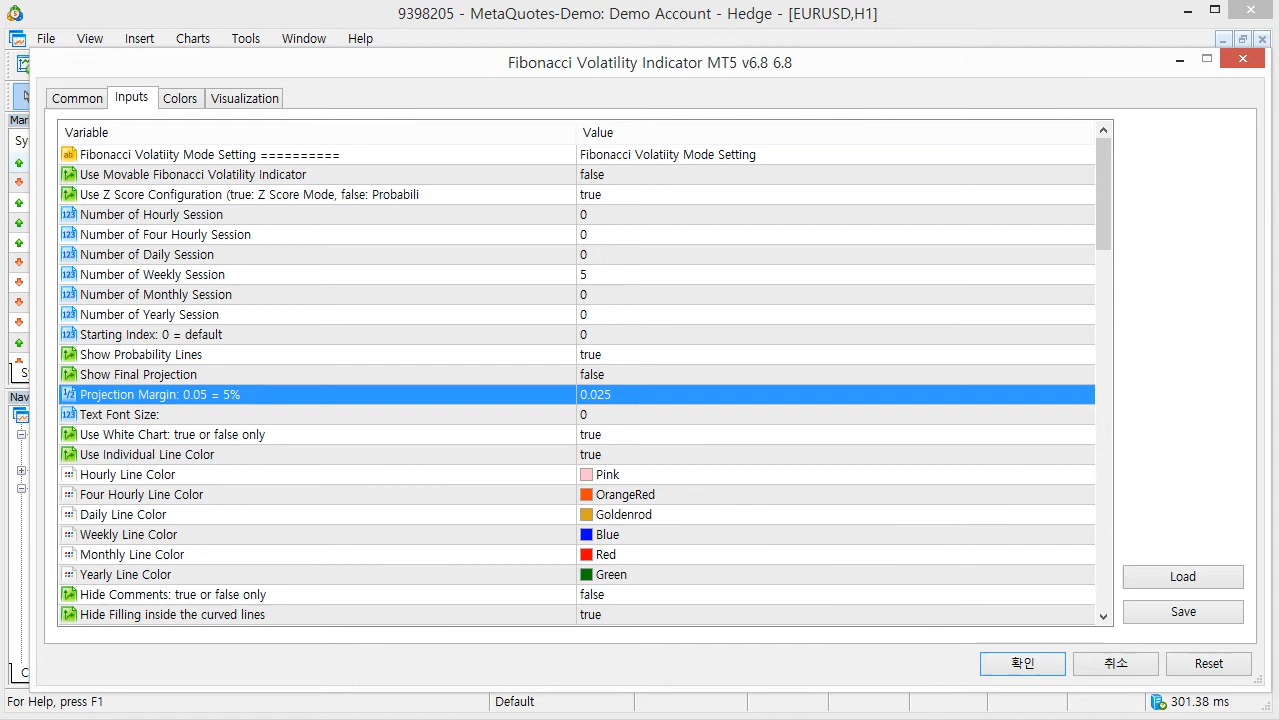 9398205 - MetaQuotes-Demo: Demo Account - Hedge - [EURUSD,H1]
File View Insert Charts Tools Window Help
Fibonacci Volatility Indicator MT5 v6.8 6.8
Common Inputs Colors Visualization
Mar
Sy
Variable Value
Fibonacci Volatiity Mode Setting ========== Fibonacci Volatiity Mode Setting
Use Movable Fibonacci Volatility Indicator false
Use Z Score Configuration (true: Z Score Mode, false: Probabili true
Number of Hourly Session 0
Number of Four Hourly Session 0
Number of Daily Session 0
Number of Weekly Session 5
Number of Monthly Session 0
Number of Yearly Session 0
Starting Index: 0 = default 0
Show Probability Lines true
Show Final Projection false
S
Projection Margin: 0.05 = 5% 0.025
Nav
Text Font Size: 0
Use White Chart: true or false only true
Use Individual Line Color true
Hourly Line Color Pink
Four Hourly Line Color OrangeRed
Daily Line Color Goldenrod
Weekly Line Color Blue
Monthly Line Color Red
Yearly Line Color Green
Hide Comments: true or false only false
Hide Filling inside the curved lines true
Load
Save
C
확인 취소 Reset
For Help, press F1 Default 301.38 ms